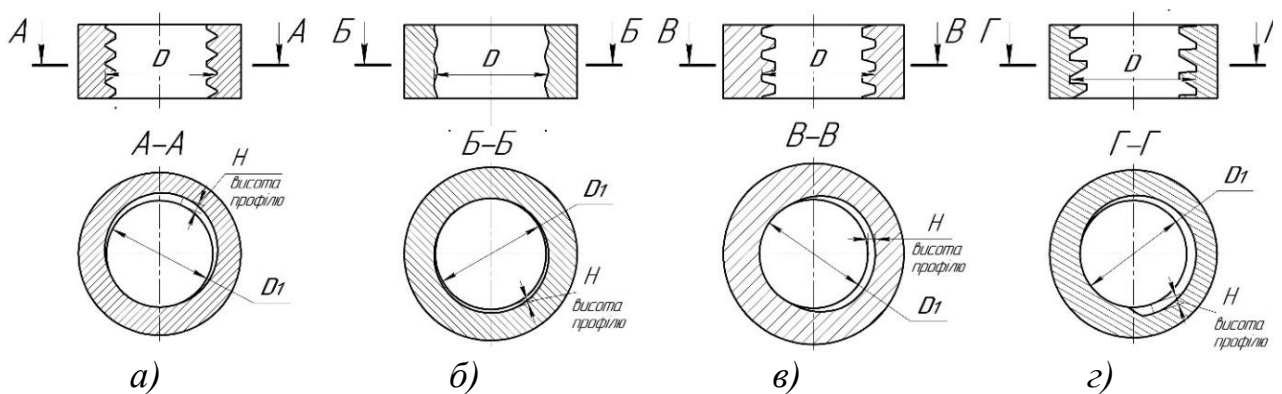 А А Б Б В В Г Г
D D D D
А–А Б–Б В–В Г–Г
H
висота
профілю
D1
D1
H
висота
профілю
H
висота
профілю
D1
D1
H
висота
профілю
а) б) в) г)